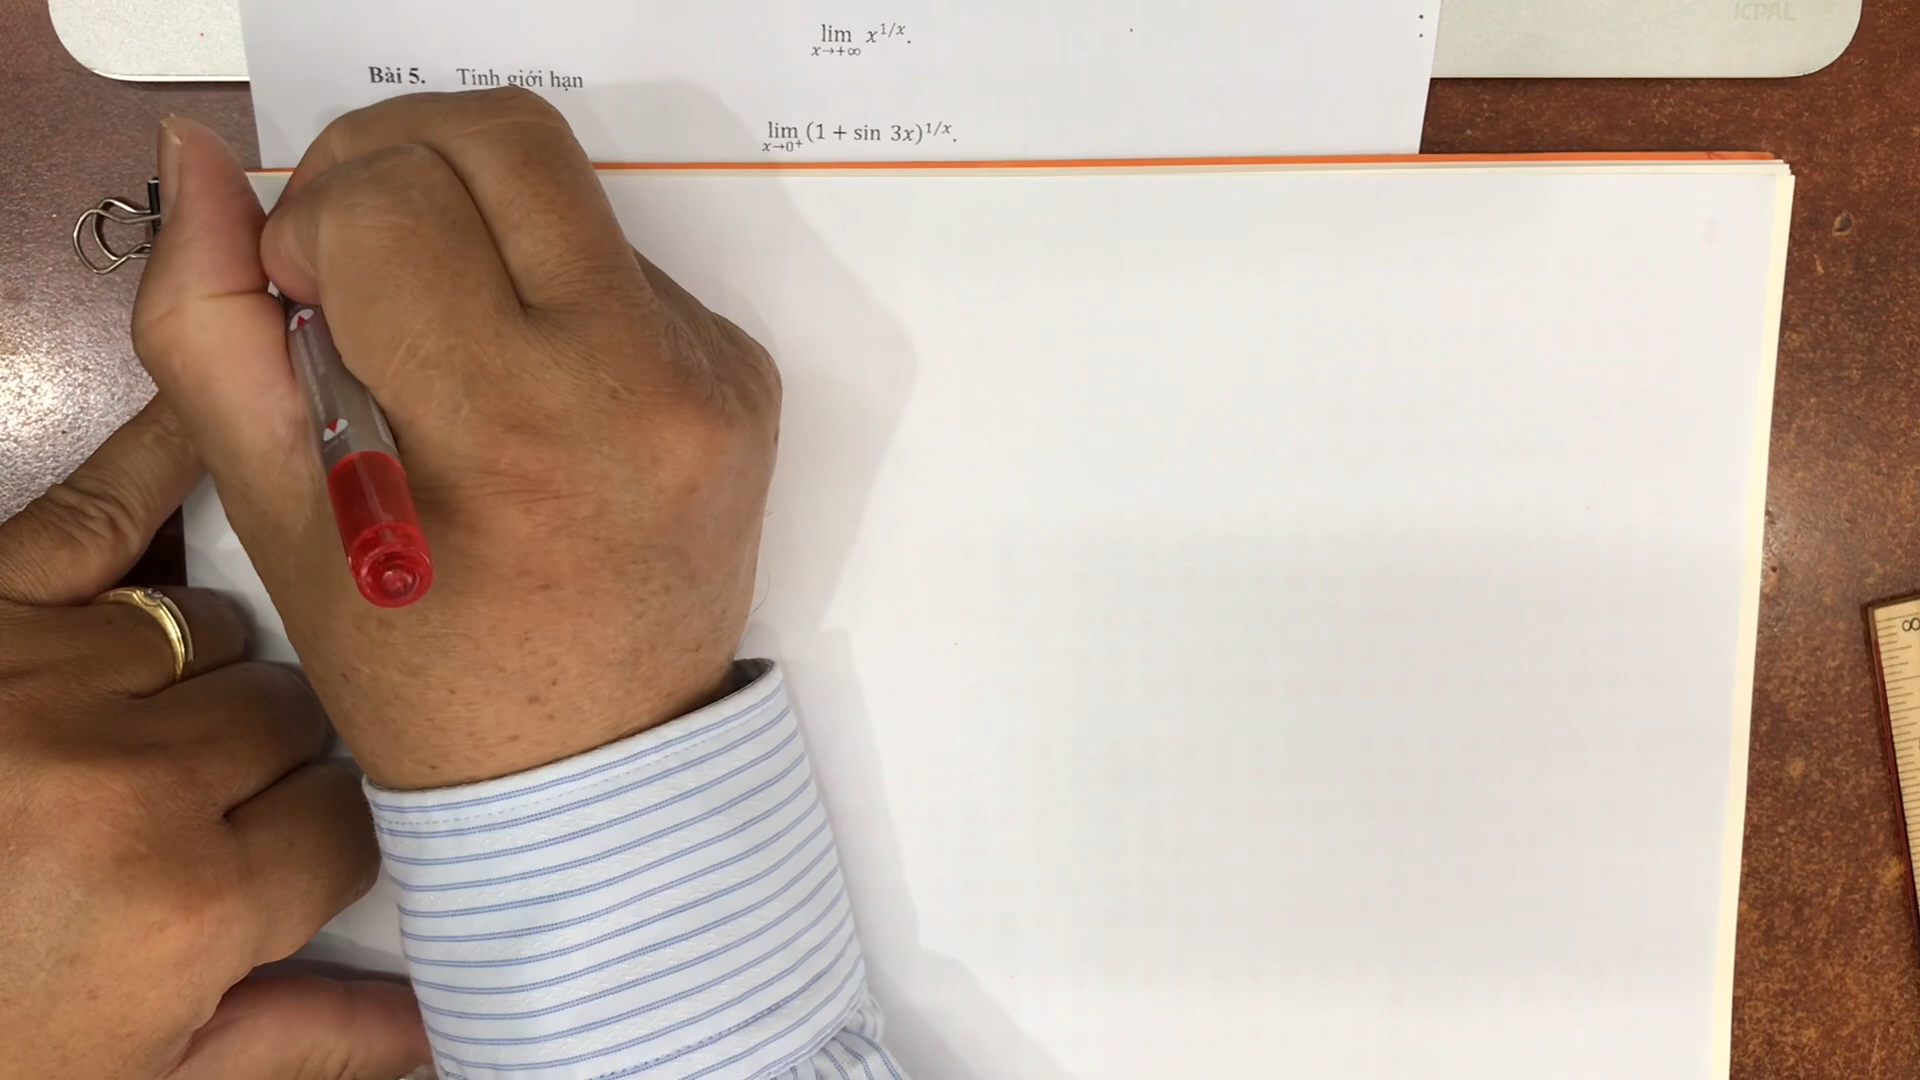 lim x→+∞ x^{1/x}.
Bài 5. Tính giới hạn
lim x→0⁺ (1 + sin 3x)^{1/x}.